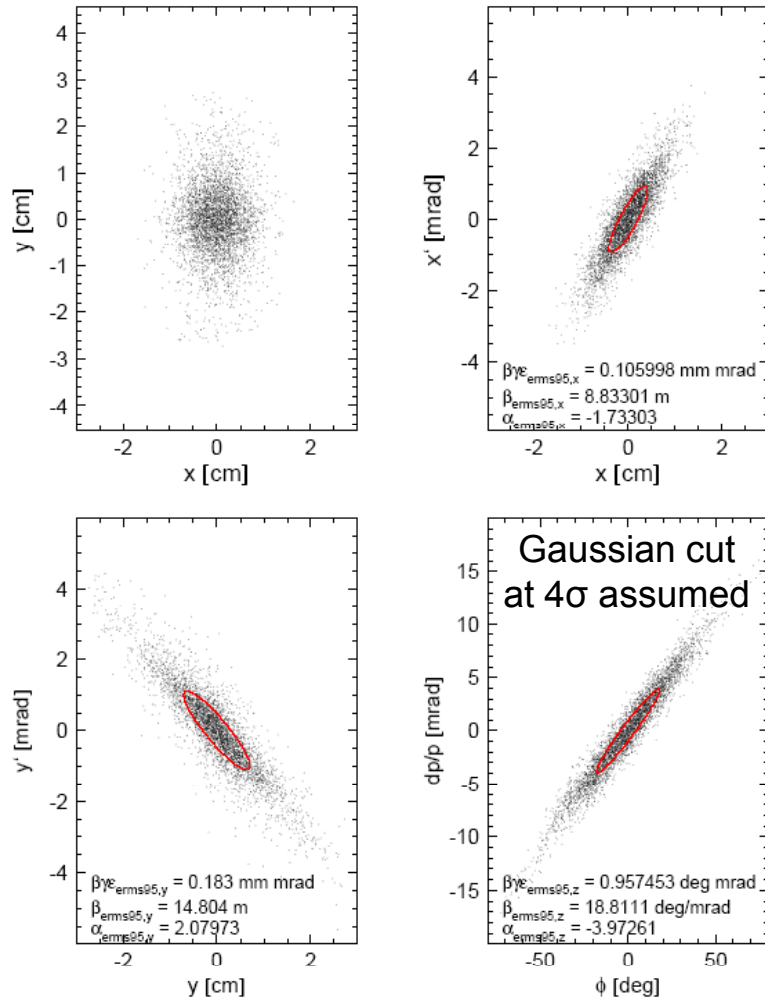 4
3
2
1
0
-1
-2
-3
-4
y [cm]
-2 0 2
x [cm]
4
2
0
-2
-4
x' [mrad]
βγε_erms95,x = 0.105998 mm mrad
β_erms95,x = 8.83301 m
α_erms95,x = -1.73303
-2 0 2
x [cm]
4
2
0
-2
-4
y' [mrad]
βγε_erms95,y = 0.183 mm mrad
β_erms95,y = 14.804 m
α_erms95,y = 2.07973
-2 0 2
y [cm]
Gaussian cut
at 4σ assumed
15
10
5
0
-5
-10
-15
dp/p [mrad]
βγε_erms95,z = 0.957453 deg mrad
β_erms95,z = 18.8111 deg/mrad
α_erms95,z = -3.97261
-50 0 50
ϕ [deg]